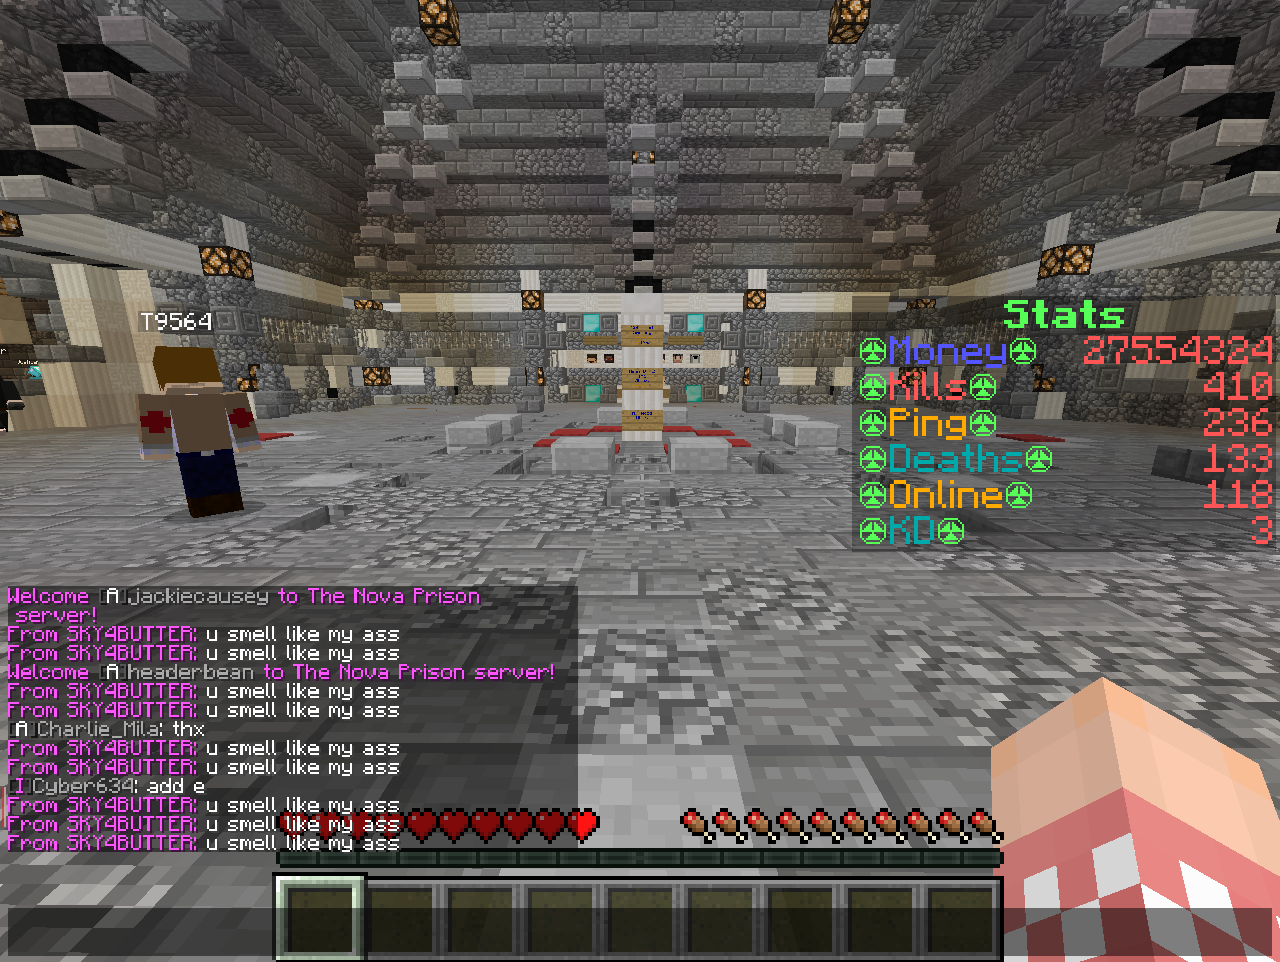 T9564
Stats
Money 27554324
Kills 410
Ping 236
Deaths 133
Online 118
KD 3
Welcome [A]jackiecausey to The Nova Prison
server!
From SKY4BUTTER: u smell like my ass
From SKY4BUTTER: u smell like my ass
Welcome [A]headerbean to The Nova Prison server!
From SKY4BUTTER: u smell like my ass
From SKY4BUTTER: u smell like my ass
[A]Charlie_Mila: thx
From SKY4BUTTER: u smell like my ass
From SKY4BUTTER: u smell like my ass
[I]Cyber634: add e
From SKY4BUTTER: u smell like my ass
From SKY4BUTTER: u smell like my ass
From SKY4BUTTER: u smell like my ass